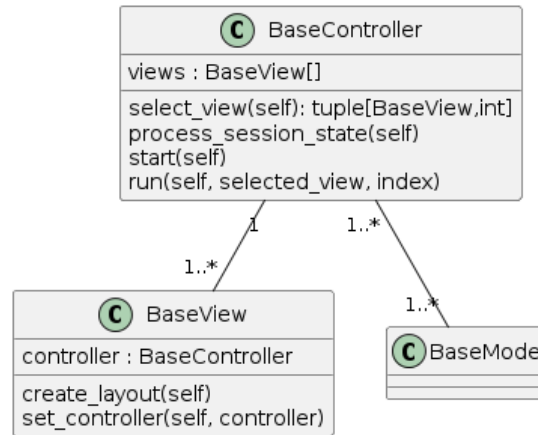 C BaseController
views : BaseView[]
select_view(self): tuple[BaseView,int]
process_session_state(self)
start(self)
run(self, selected_view, index)
1
1..*
1..*
1..*
C BaseView
controller : BaseController
create_layout(self)
set_controller(self, controller)
C BaseMode